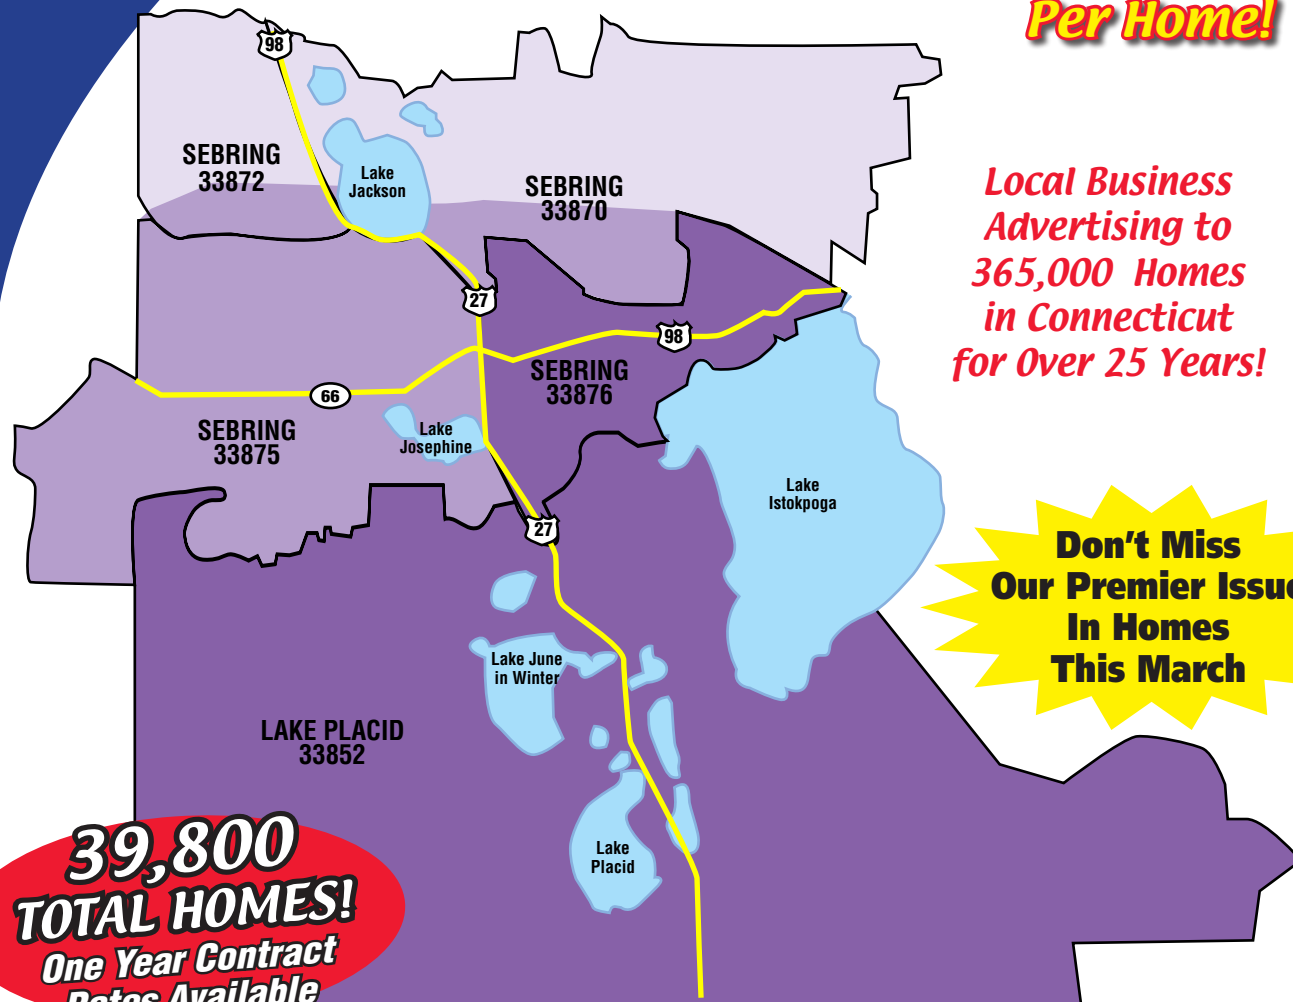 Per Home!
98
SEBRING
33872
Lake
Jackson
SEBRING
33870
Local Business
Advertising to
365,000 Homes
in Connecticut
for Over 25 Years!
27
98
SEBRING
33876
66
SEBRING
33875
Lake
Josephine
Lake
Istokpoga
27
Don't Miss
Our Premier Issue
In Homes
This March
Lake June
in Winter
LAKE PLACID
33852
Lake
Placid
39,800
TOTAL HOMES!
One Year Contract
Rates Available